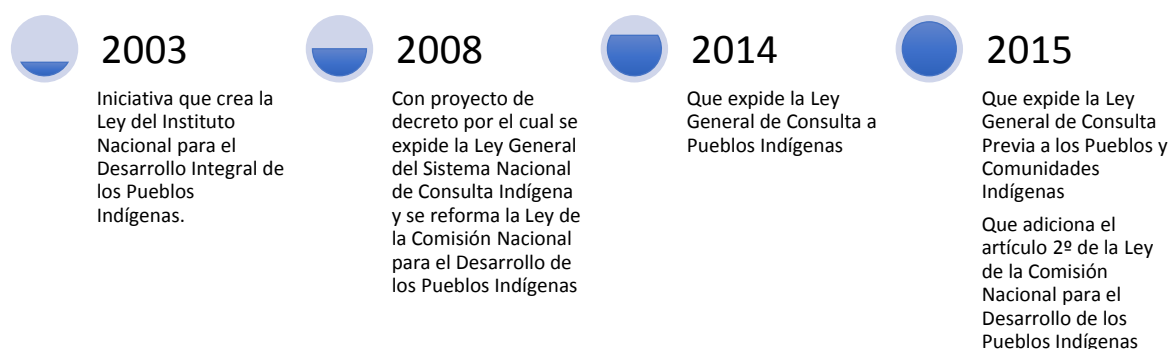 2003
Iniciativa que crea la
Ley del Instituto
Nacional para el
Desarrollo Integral de
los Pueblos
Indígenas.
2008
Con proyecto de
decreto por el cual se
expide la Ley General
del Sistema Nacional
de Consulta Indígena
y se reforma la Ley de
la Comisión Nacional
para el Desarrollo de
los Pueblos Indígenas
2014
Que expide la Ley
General de Consulta a
Pueblos Indígenas
2015
Que expide la Ley
General de Consulta
Previa a los Pueblos y
Comunidades
Indígenas
Que adiciona el
artículo 2º de la Ley
de la Comisión
Nacional para el
Desarrollo de los
Pueblos Indígenas